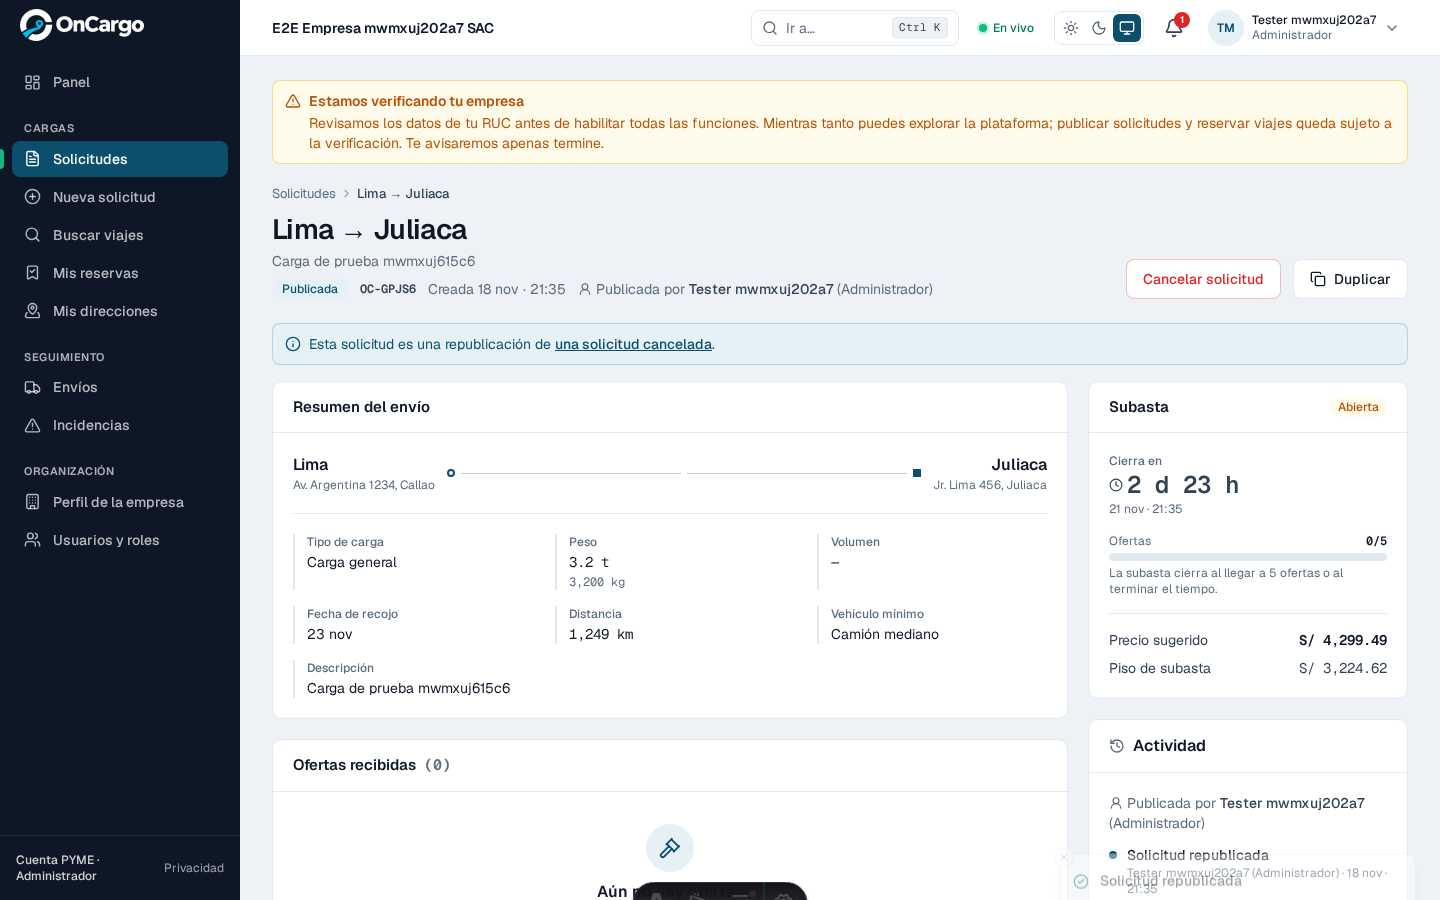 OnCargo
Panel
CARGAS
Solicitudes
Nueva solicitud
Buscar viajes
Mis reservas
Mis direcciones
SEGUIMIENTO
Envíos
Incidencias
ORGANIZACIÓN
Perfil de la empresa
Usuarios y roles
Cuenta PYME ·
Administrador
Privacidad
E2E Empresa mwmxuj202a7 SAC
Ir a...
Ctrl K
En vivo
1
TM
Tester mwmxuj202a7
Administrador
Estamos verificando tu empresa
Revisamos los datos de tu RUC antes de habilitar todas las funciones. Mientras tanto puedes explorar la plataforma; publicar solicitudes y reservar viajes queda sujeto a
la verificación. Te avisaremos apenas termine.
Solicitudes > Lima → Juliaca
Lima → Juliaca
Carga de prueba mwmxuj615c6
Publicada OC-GPJS6 Creada 18 nov · 21:35 Publicada por Tester mwmxuj202a7 (Administrador)
Cancelar solicitud
Duplicar
Esta solicitud es una republicación de una solicitud cancelada.
Resumen del envío
Lima
Av. Argentina 1234, Callao
Juliaca
Jr. Lima 456, Juliaca
Tipo de carga
Carga general
Peso
3.2 t
3,200 kg
Volumen
—
Fecha de recojo
23 nov
Distancia
1,249 km
Vehículo mínimo
Camión mediano
Descripción
Carga de prueba mwmxuj615c6
Ofertas recibidas (0)
Aún
Subasta
Abierta
Cierra en
2 d 23 h
21 nov · 21:35
Ofertas 0/5
La subasta cierra al llegar a 5 ofertas o al
terminar el tiempo.
Precio sugerido S/ 4,299.49
Piso de subasta S/ 3,224.62
Actividad
Publicada por Tester mwmxuj202a7
(Administrador)
Solicitud republicada
Tester mwmxuj202a7 (Administrador) · 18 nov ·
21:35
Solicitud republicada